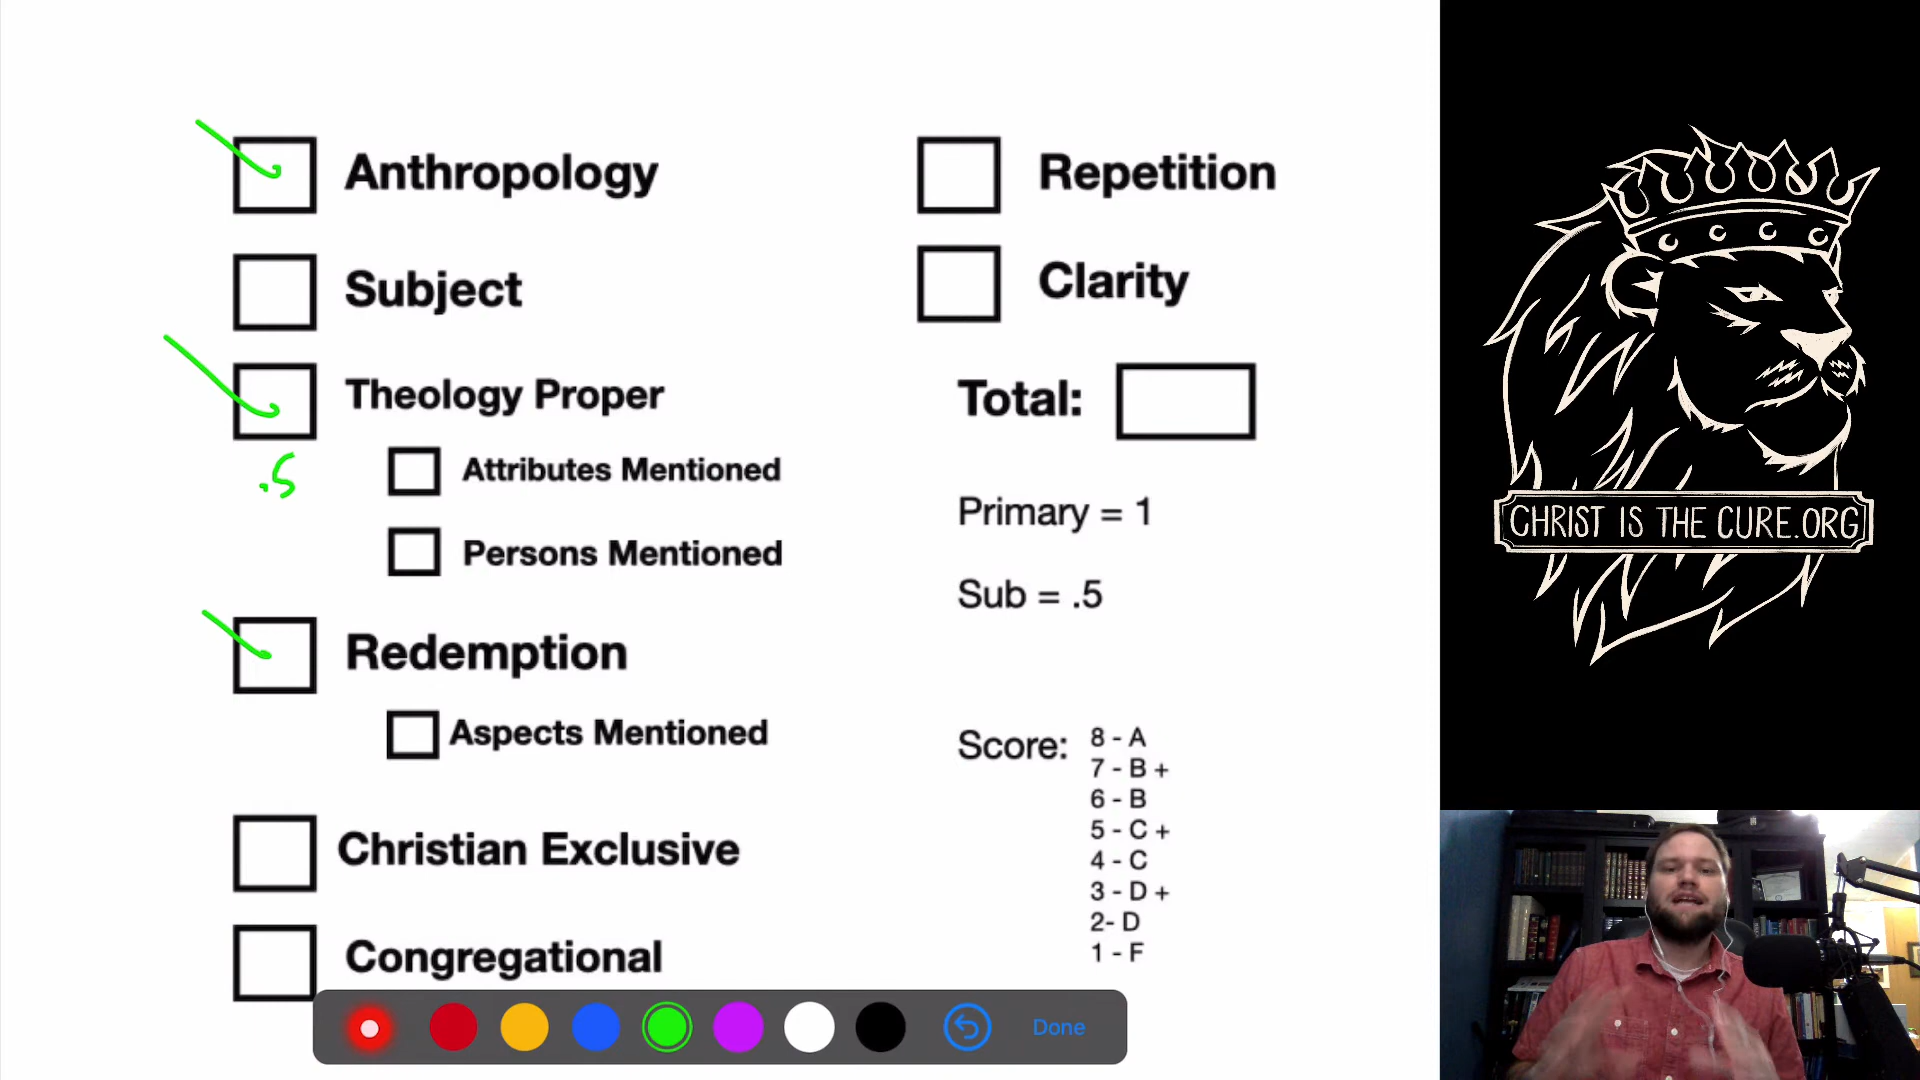 Anthropology
Subject
Theology Proper
.5
Attributes Mentioned
Persons Mentioned
Redemption
Aspects Mentioned
Christian Exclusive
Congregational
Repetition
Clarity
Total:
Primary = 1
Sub = .5
Score:
8 - A
7 - B +
6 - B
5 - C +
4 - C
3 - D +
2- D
1 - F
Done
CHRIST IS THE CURE.ORG